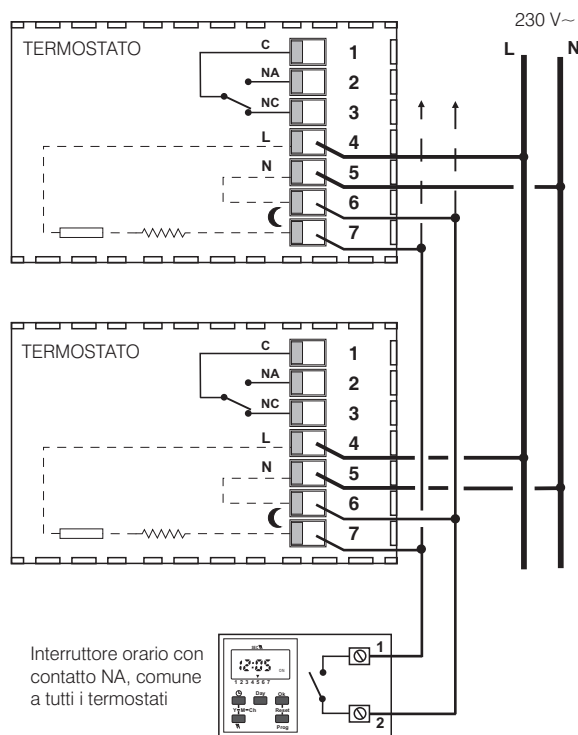 230 V~
L N
TERMOSTATO
C 1
NA 2
NC 3
L 4
N 5
6
7
TERMOSTATO
C 1
NA 2
NC 3
L 4
N 5
6
7
Interruttore orario con
contatto NA, comune
a tutti i termostati
12:05
1 2 3 4 5 6 7
Day Ok
Y M Ch Reset
Prog
1
2